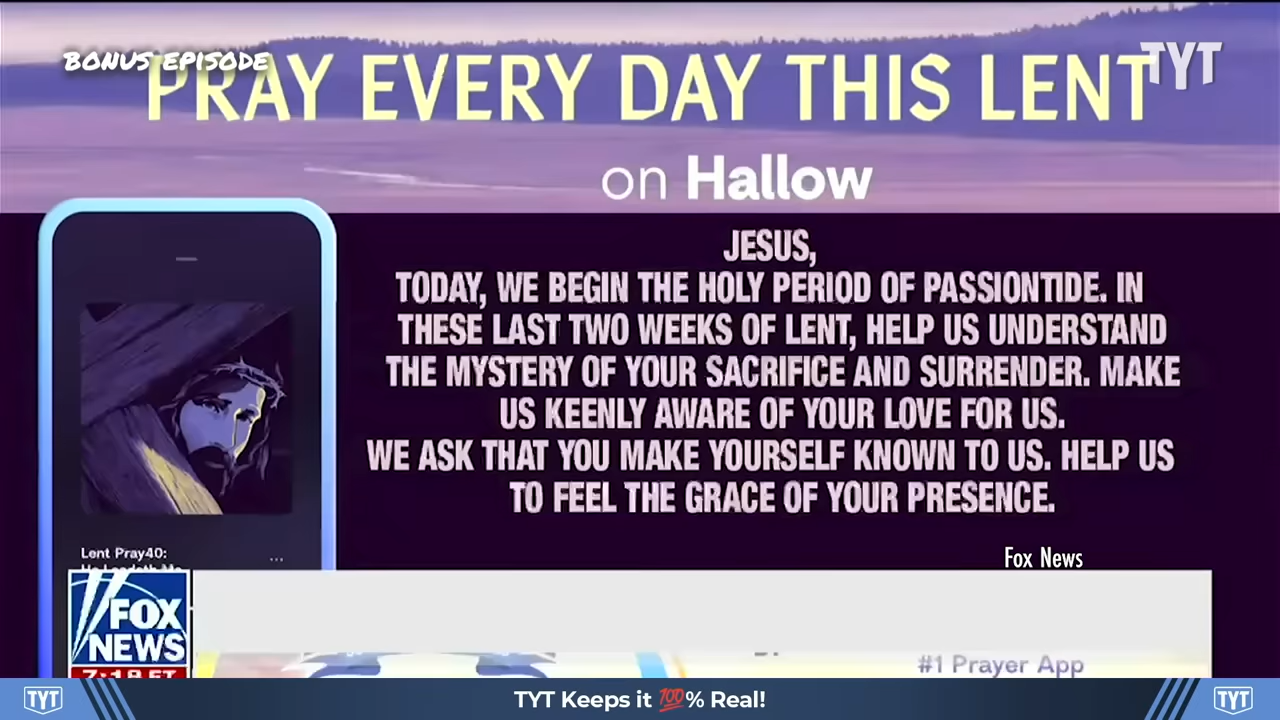 BONUS EPISODE
TYT
PRAY EVERY DAY THIS LENT
on Hallow
JESUS,
TODAY, WE BEGIN THE HOLY PERIOD OF PASSIONTIDE. IN
THESE LAST TWO WEEKS OF LENT, HELP US UNDERSTAND
THE MYSTERY OF YOUR SACRIFICE AND SURRENDER. MAKE
US KEENLY AWARE OF YOUR LOVE FOR US.
WE ASK THAT YOU MAKE YOURSELF KNOWN TO US. HELP US
TO FEEL THE GRACE OF YOUR PRESENCE.
Lent Pray40:
...
Fox News
FOX
NEWS
7:18 ET
#1 Prayer App
TYT
TYT Keeps it 💯% Real!
TYT